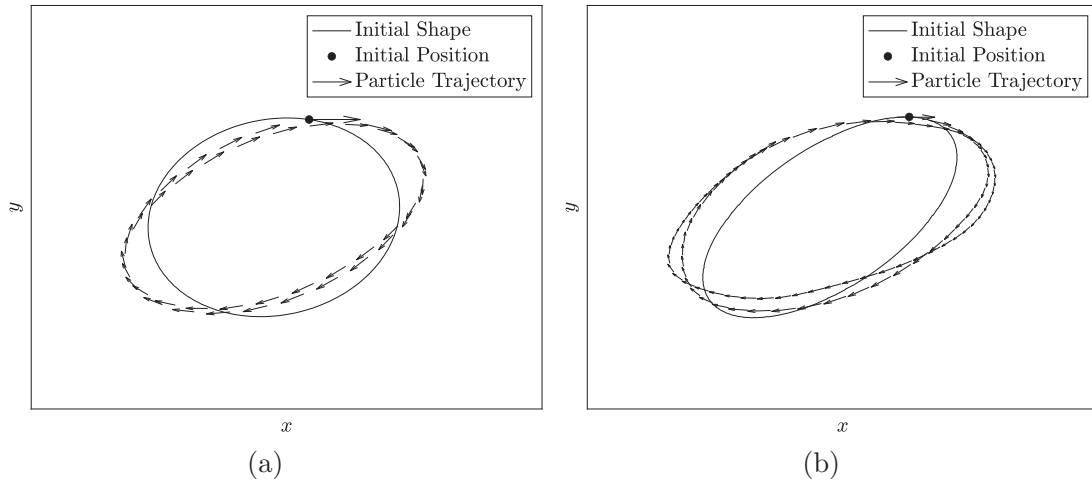 Initial Shape
Initial Position
Particle Trajectory
y
x
(a)
Initial Shape
Initial Position
Particle Trajectory
y
x
(b)